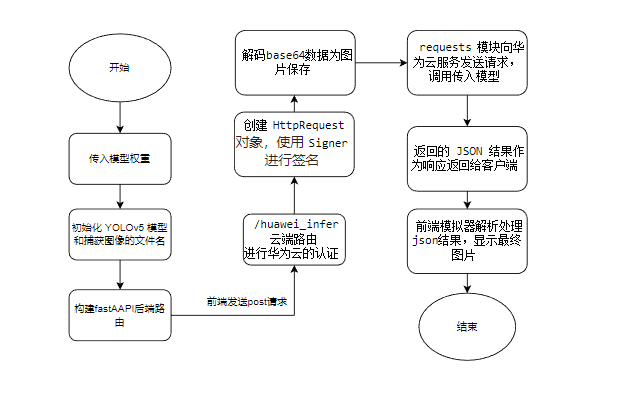 开始
传入模型权重
初始化 YOLOv5 模型
和捕获图像的文件名
构建fastAAPI后端路
由
前端发送post请求
/huawei_infer
云端路由
进行华为云的认证
创建 HttpRequest
对象，使用 Signer
进行签名
解码base64数据为图
片保存
requests 模块向华
为云服务发送请求，
调用传入模型
返回的 JSON 结果作
为响应返回给客户端
前端模拟器解析处理
json结果，显示最终
图片
结束